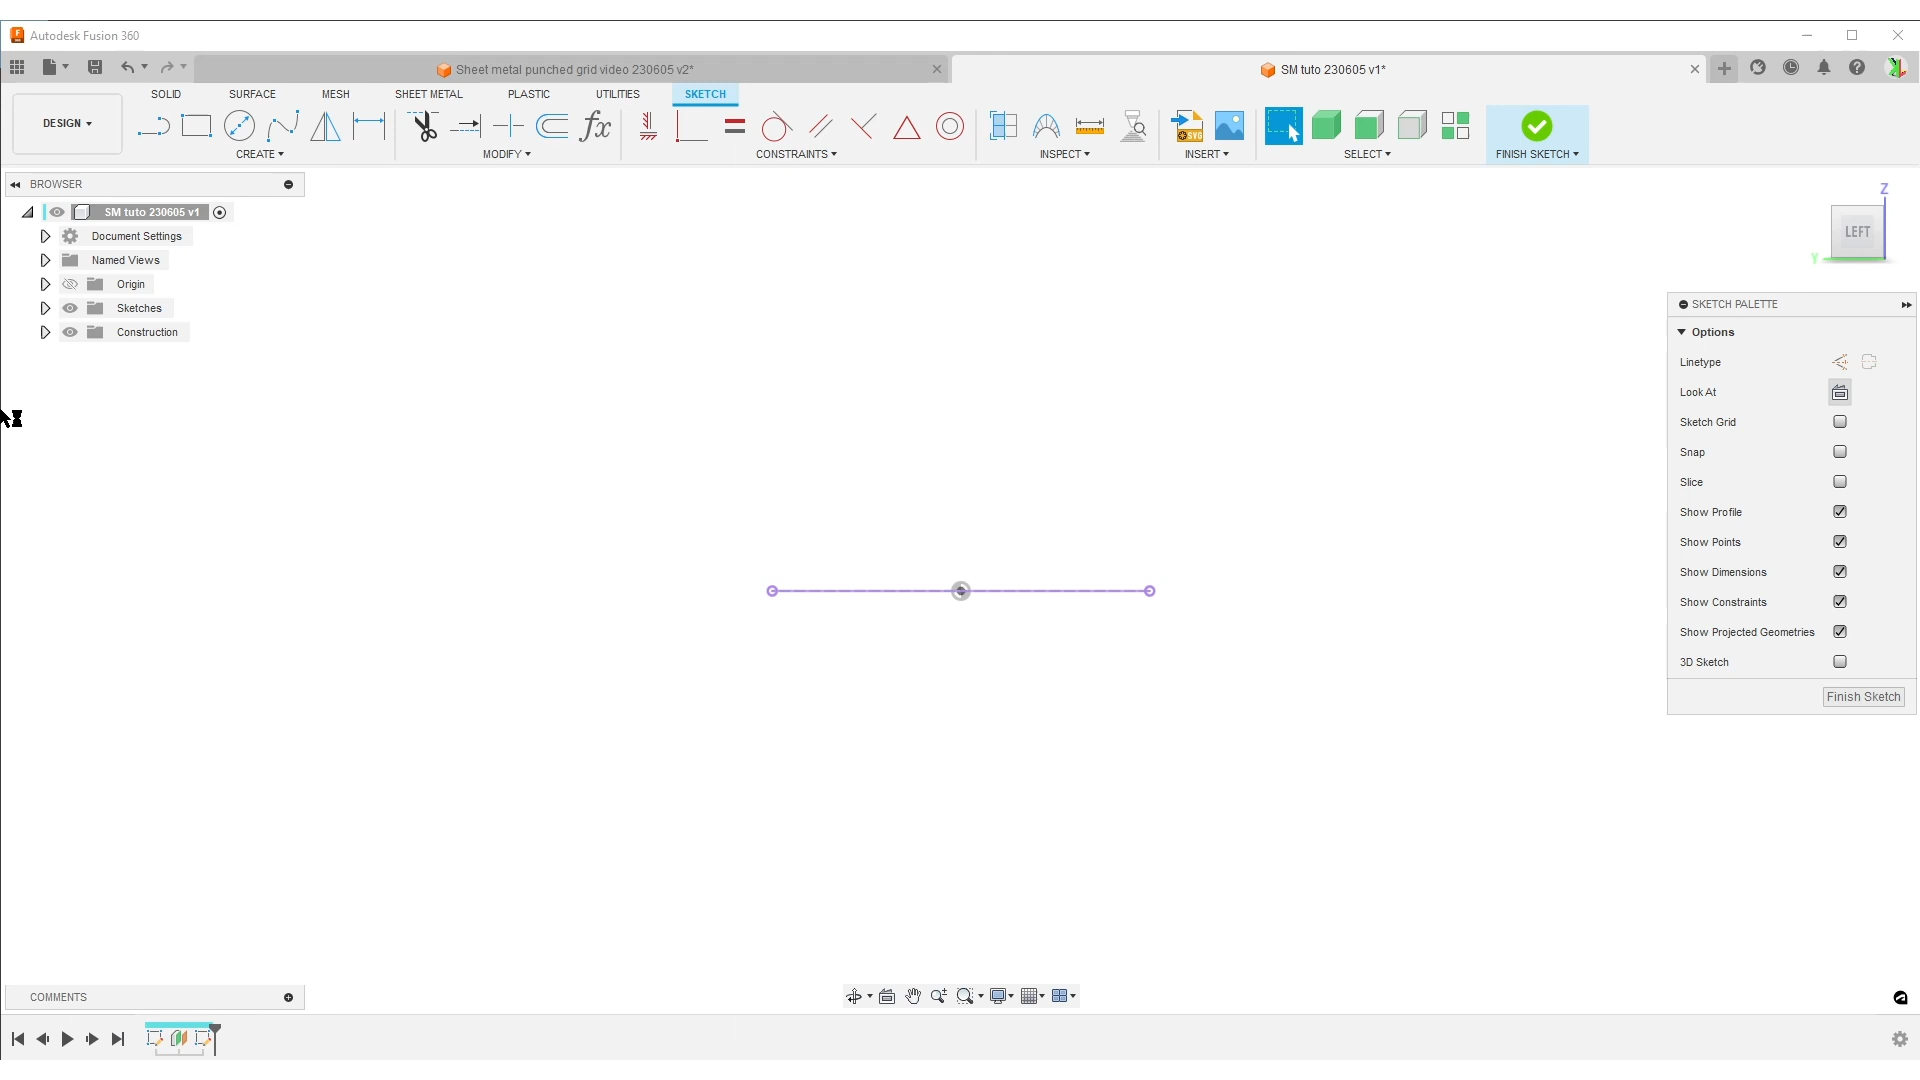 Autodesk Fusion 360
Sheet metal punched grid video 230605 v2*
SM tuto 230605 v1*
SOLID SURFACE MESH SHEET METAL PLASTIC UTILITIES SKETCH
DESIGN
fx
SVG
CREATE MODIFY CONSTRAINTS INSPECT INSERT SELECT FINISH SKETCH
BROWSER
SM tuto 230605 v1
Document Settings
Named Views
Origin
Sketches
Construction
Z
LEFT
Y
SKETCH PALETTE
Options
Linetype
Look At
Sketch Grid
Snap
Slice
Show Profile
Show Points
Show Dimensions
Show Constraints
Show Projected Geometries
3D Sketch
Finish Sketch
COMMENTS